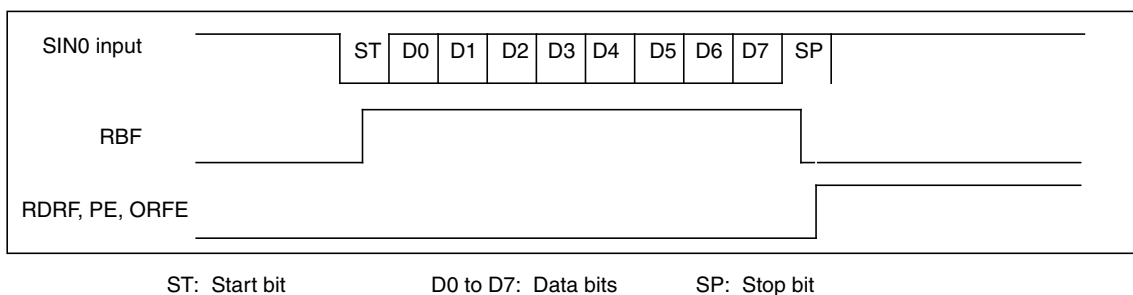 SIN0 input ST D0 D1 D2 D3 D4 D5 D6 D7 SP
RBF
RDRF, PE, ORFE
ST: Start bit D0 to D7: Data bits SP: Stop bit